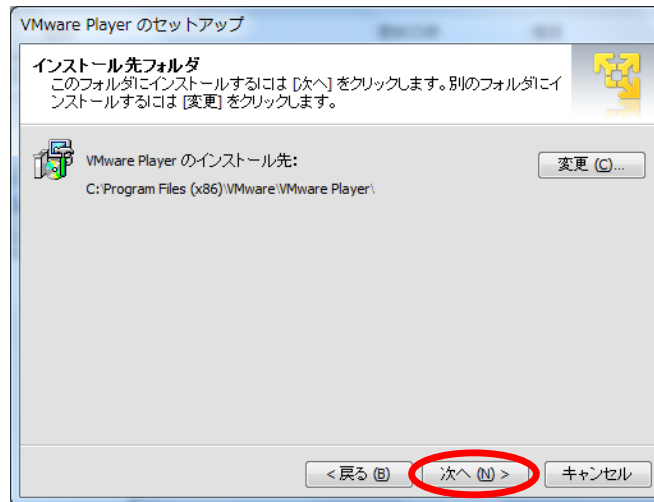 VMware Player のセットアップ
インストール先フォルダ
このフォルダにインストールするには [次へ] をクリックします。別のフォルダにイ
ンストールするには [変更] をクリックします。
VMware Player のインストール先:
変更 (C)...
C:\Program Files (x86)\VMware\VMware Player\
< 戻る (B)
次へ (N) >
キャンセル